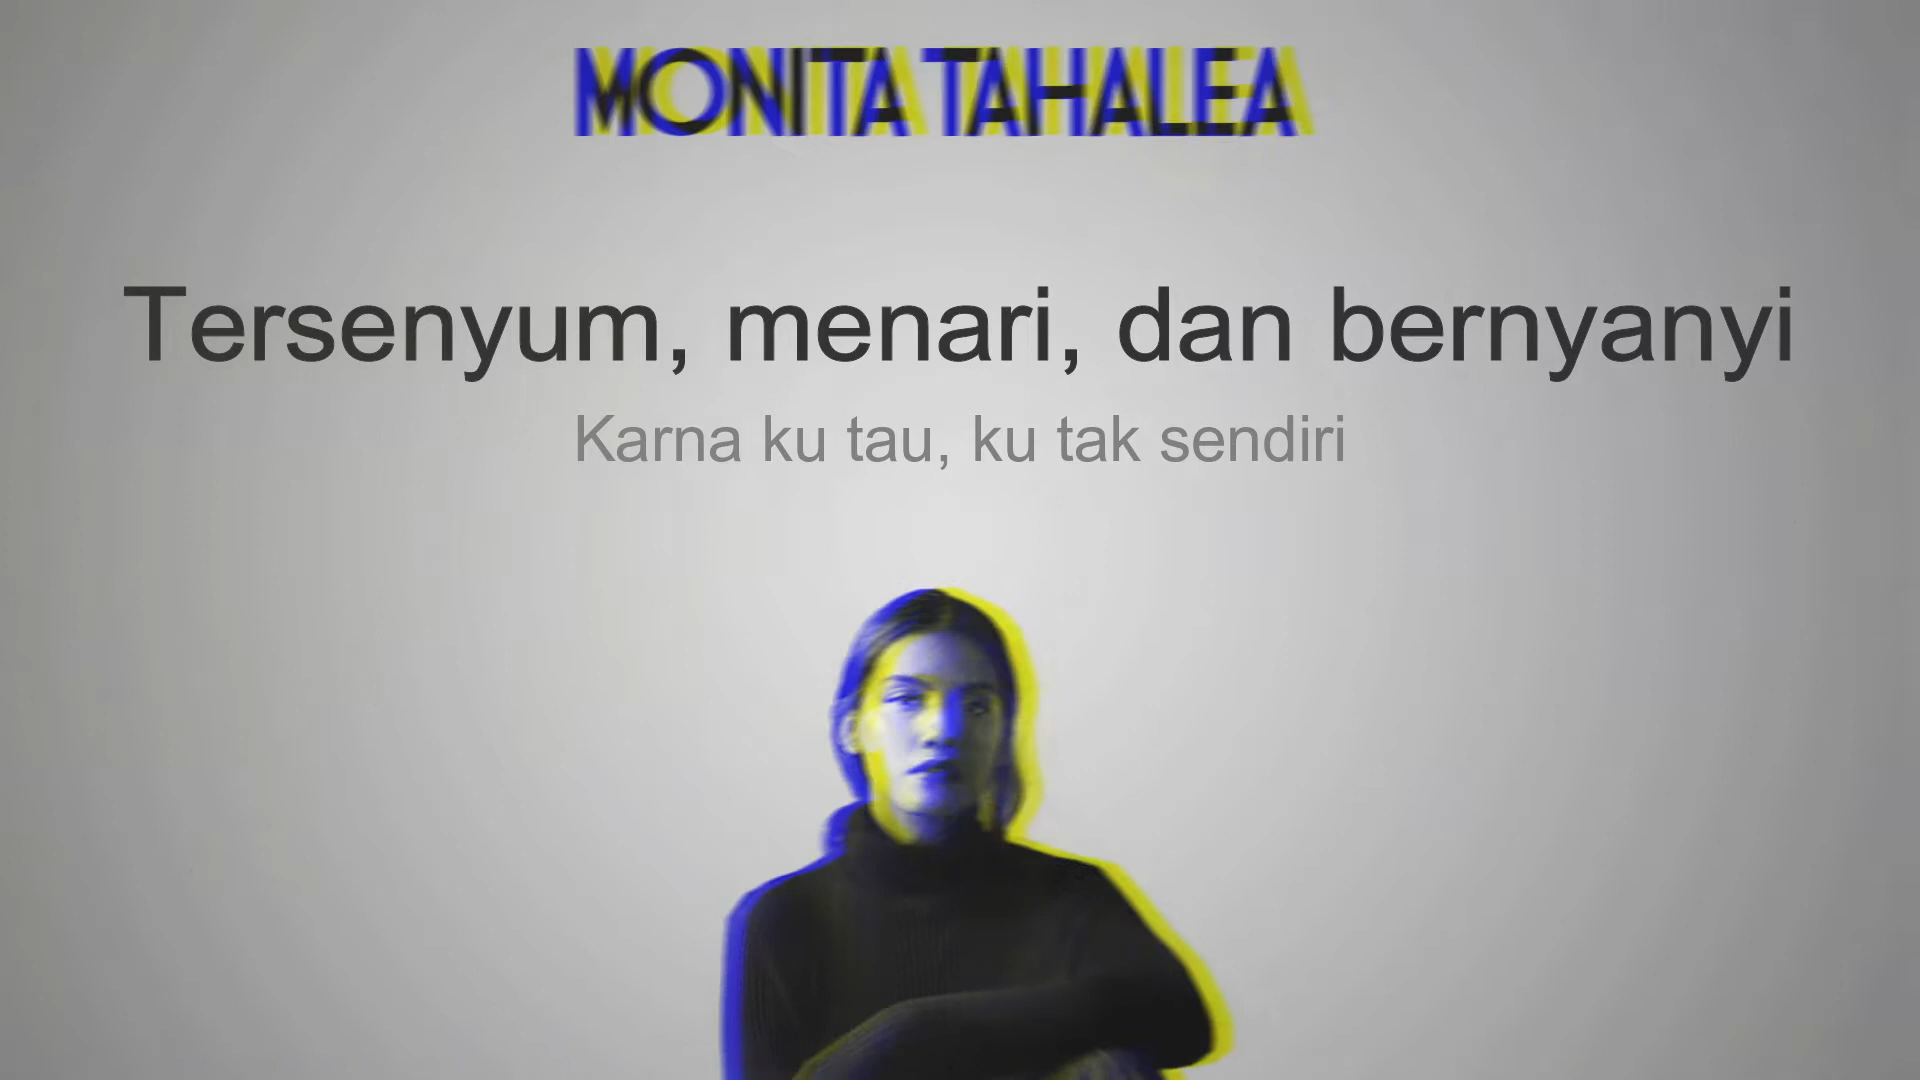 MONITA TAHALEA
Tersenyum, menari, dan bernyanyi
Karna ku tau, ku tak sendiri